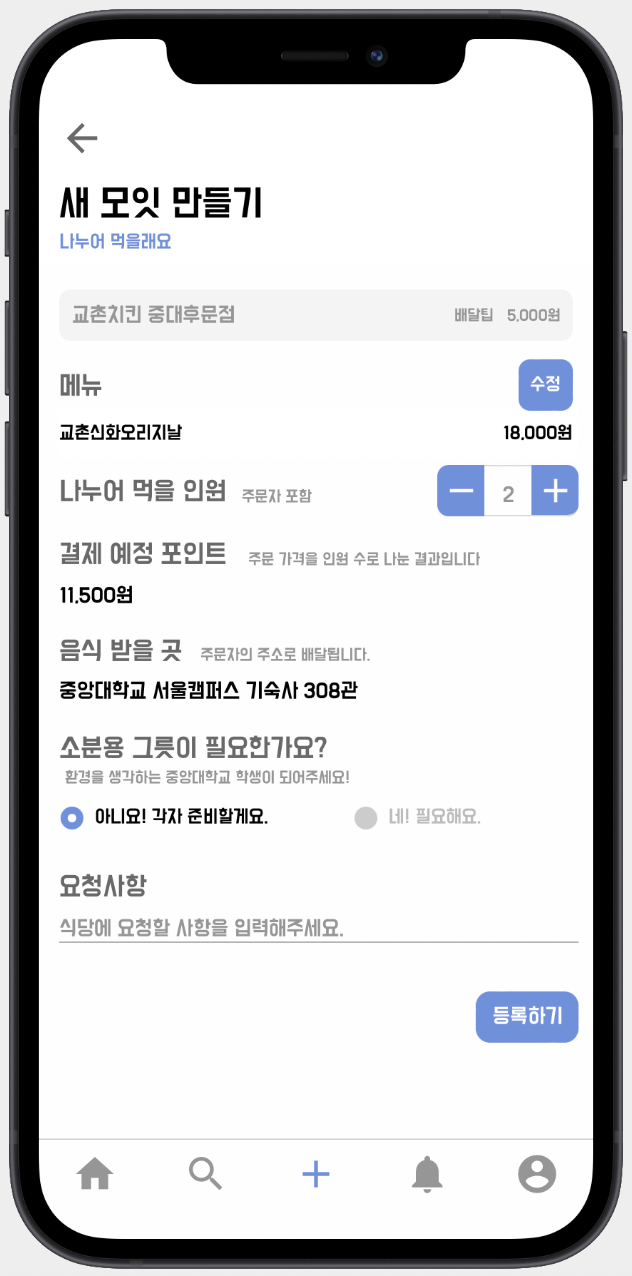 새 모잇 만들기
나누어 먹을래요
교촌치킨 중대후문점 배달팁 5,000원
메뉴 수정
교촌신화오리지날 18,000원
나누어 먹을 인원 주문자 포함 2
결제 예정 포인트 주문 가격을 인원 수로 나눈 결과입니다
11,500원
음식 받을 곳 주문자의 주소로 배달됩니다.
중앙대학교 서울캠퍼스 기숙사 308관
소분용 그릇이 필요한가요?
환경을 생각하는 중앙대학교 학생이 되어주세요!
아니요! 각자 준비할게요. 네! 필요해요.
요청사항
식당에 요청할 사항을 입력해주세요.
등록하기